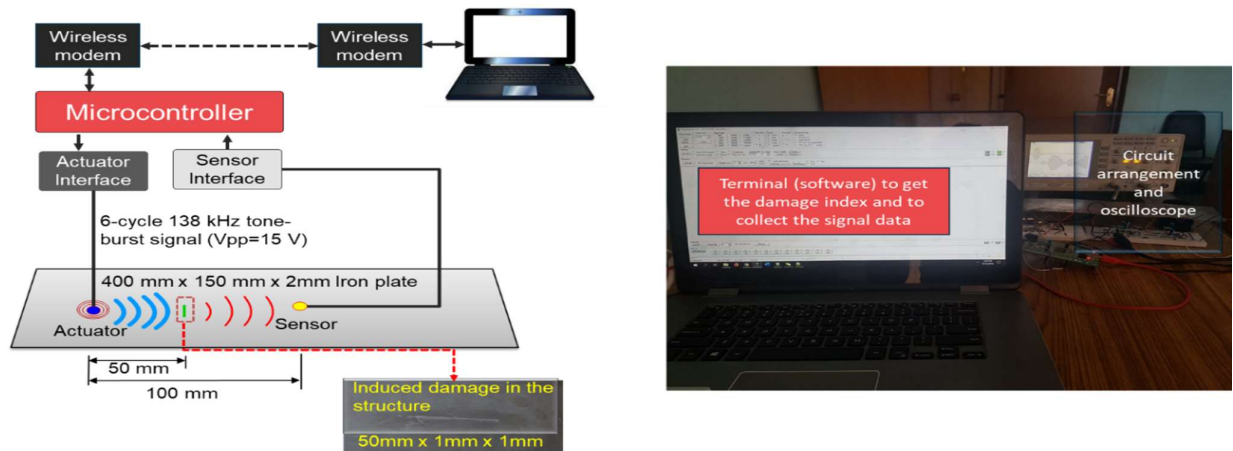 Wireless
modem
Wireless
modem
Microcontroller
Actuator
Interface
Sensor
Interface
6-cycle 138 kHz tone-
burst signal (Vpp=15 V)
400 mm x 150 mm x 2mm Iron plate
Actuater
Sensor
50 mm
100 mm
Induced damage in the
structure
50mm x 1mm x 1mm
Terminal (software) to get
the damage index and to
collect the signal data
Circuit
arrangement
and
oscilloscope